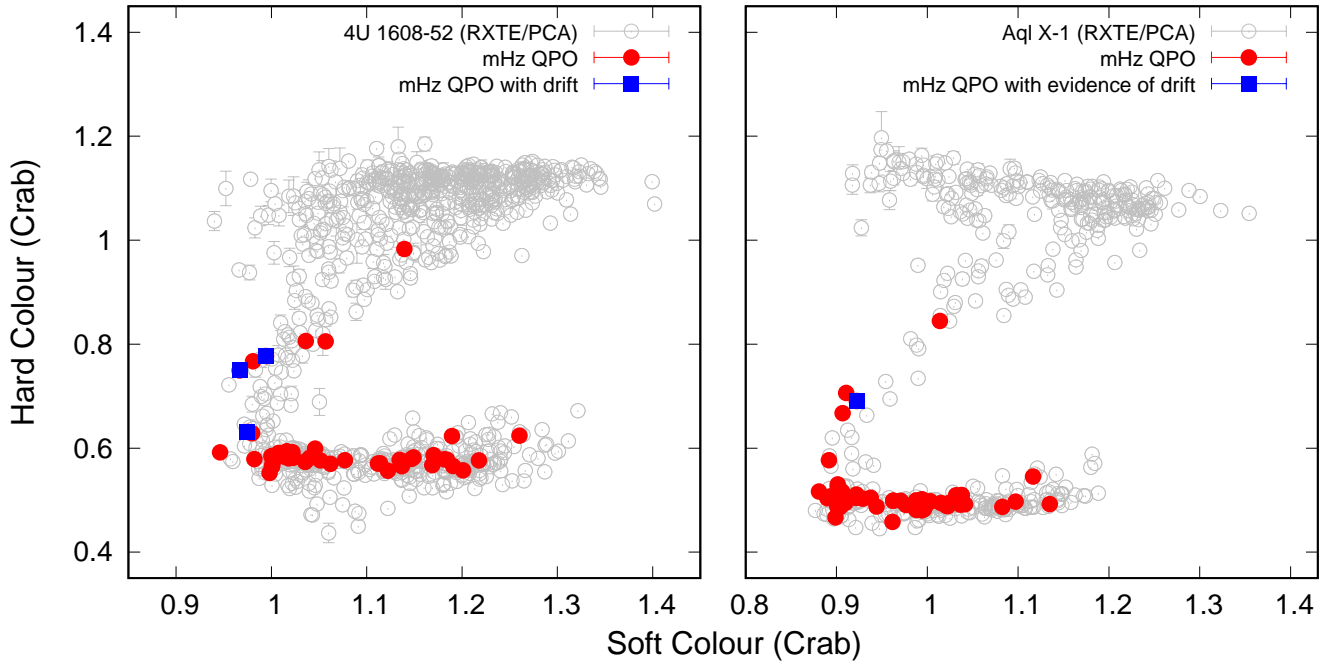 4U 1608-52 (RXTE/PCA)
mHz QPO
mHz QPO with drift
Aql X-1 (RXTE/PCA)
mHz QPO
mHz QPO with evidence of drift
Hard Colour (Crab)
1.4
1.2
1
0.8
0.6
0.4
0.9 1 1.1 1.2 1.3 1.4
0.8 0.9 1 1.1 1.2 1.3 1.4
Soft Colour (Crab)